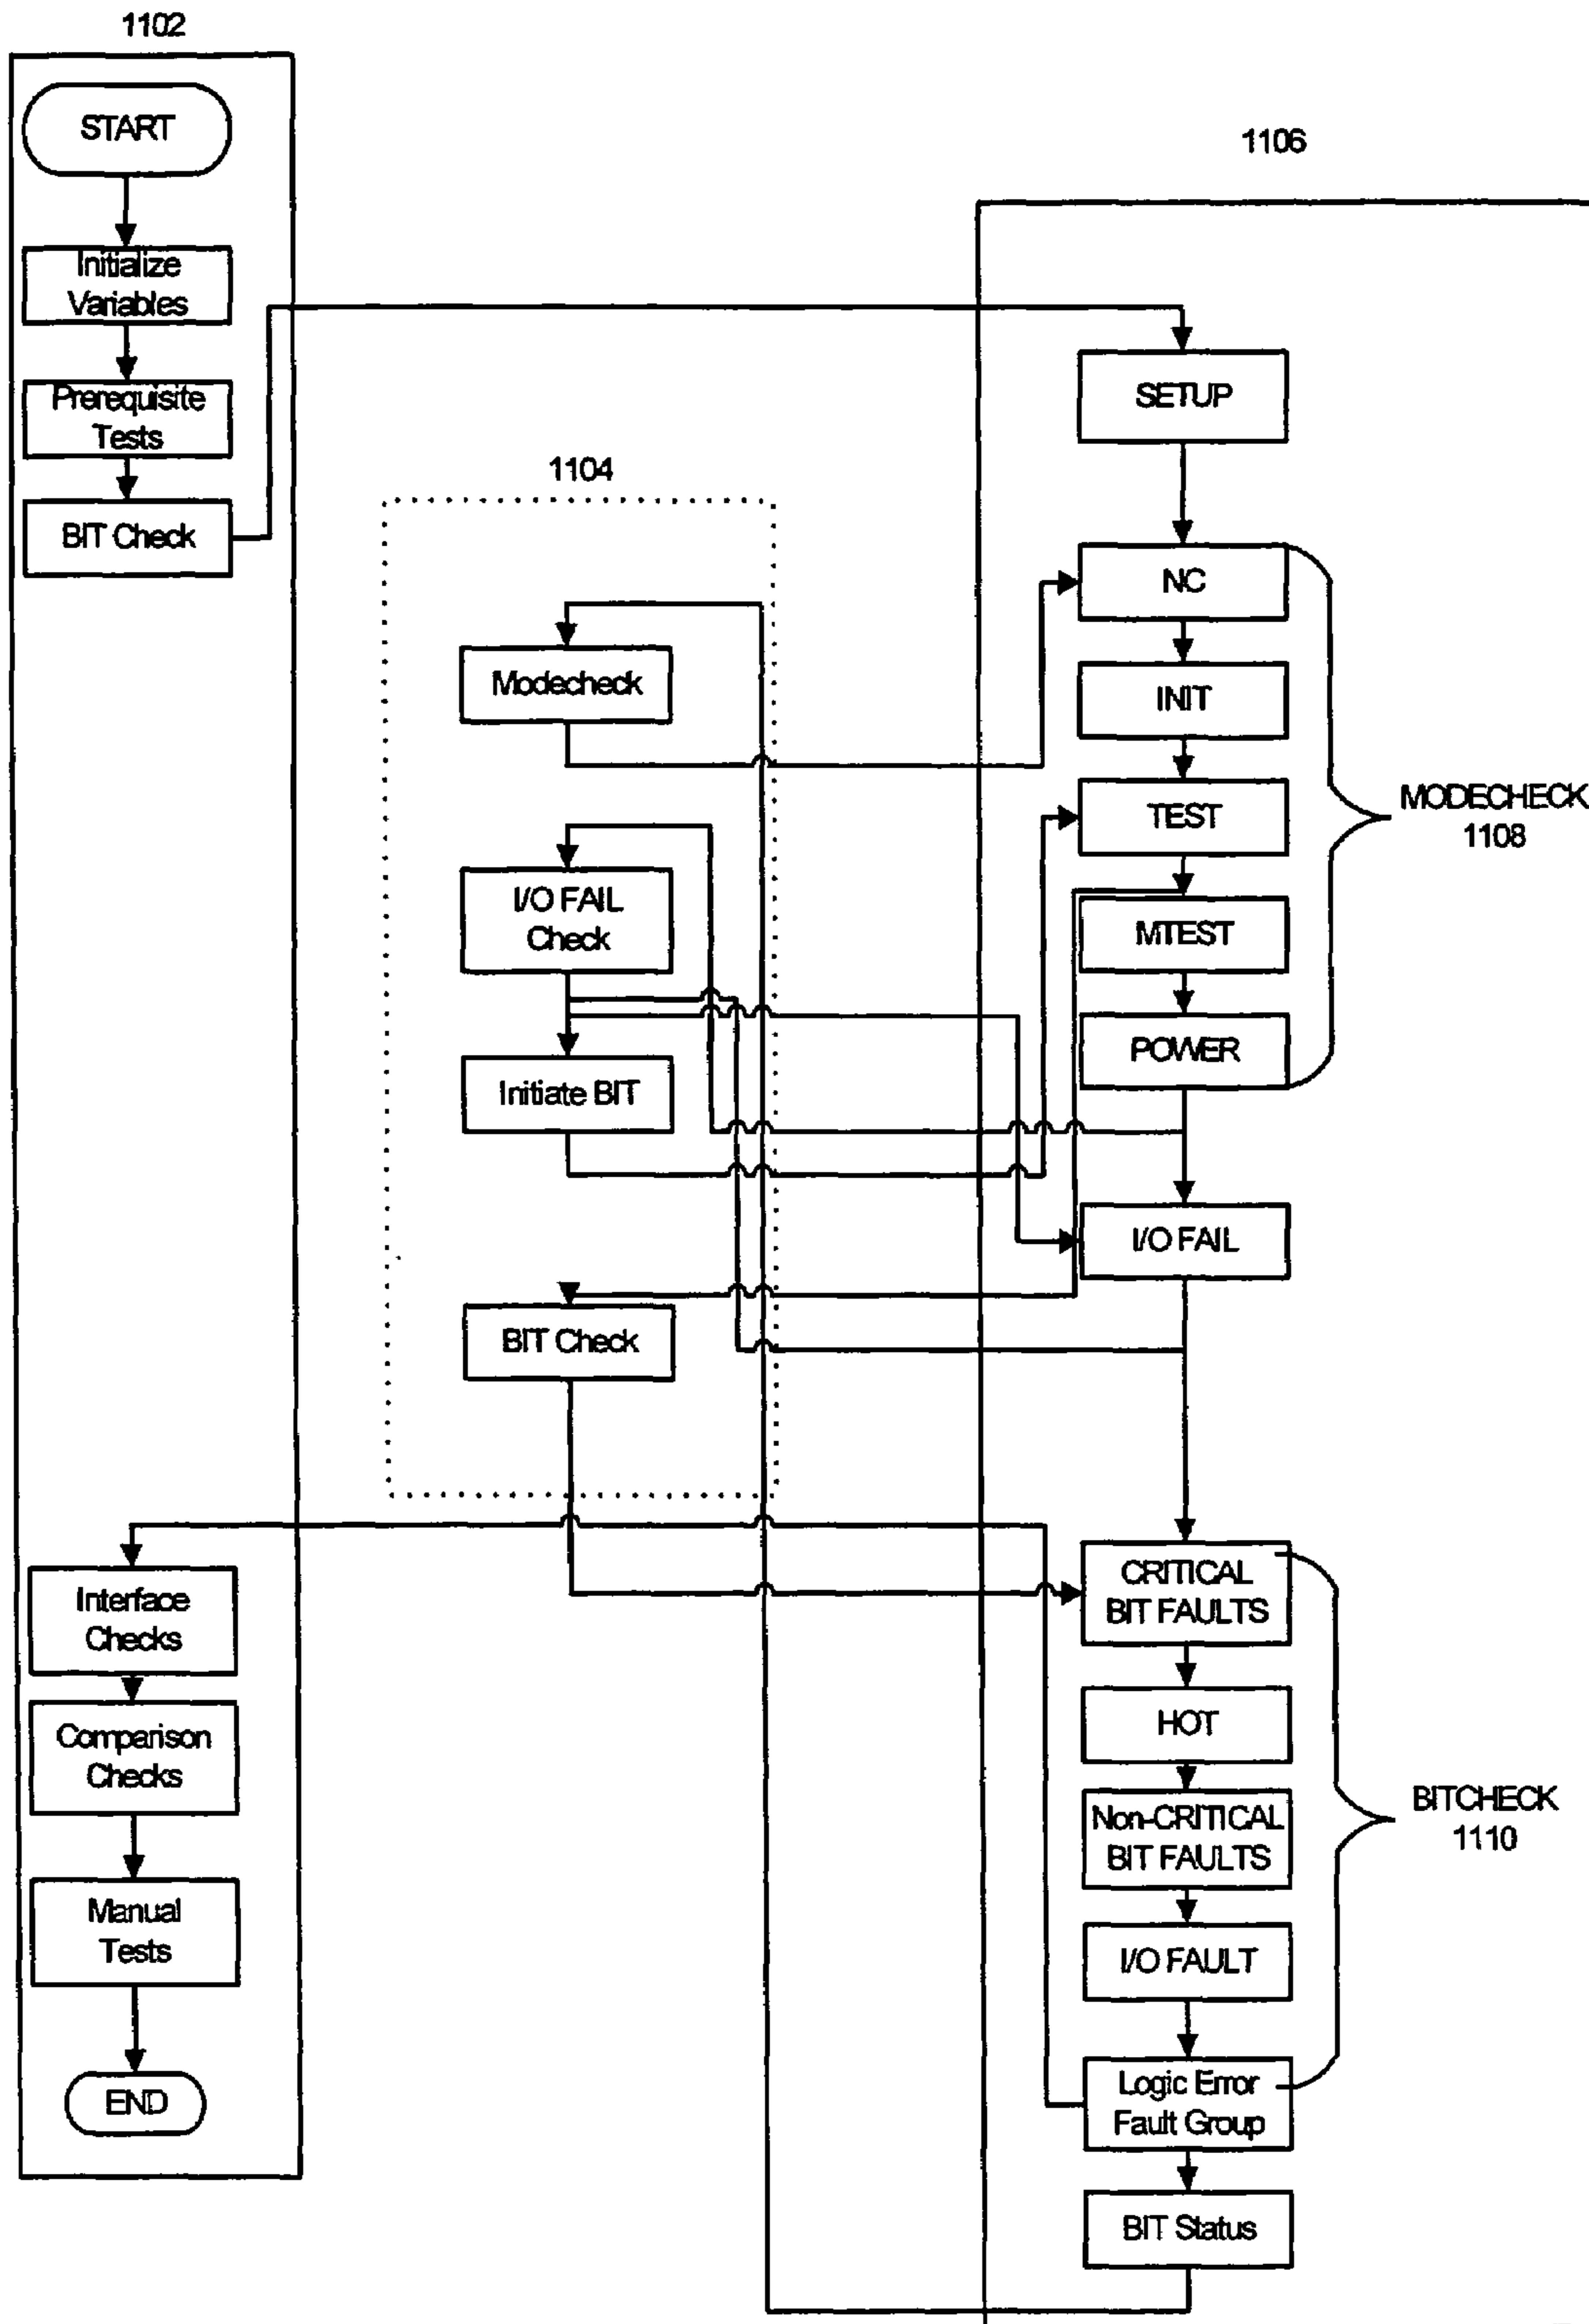 1102
START
Initialize
Variables
Prerequisite
Tests
BIT Check
Interface
Checks
Comparison
Checks
Manual
Tests
END
1104
Modecheck
I/O FAIL
Check
Initiate BIT
BIT Check
1106
SETUP
NC
INIT
TEST
MTEST
POWER
MODECHECK
1108
I/O FAIL
CRITICAL
BIT FAULTS
HOT
Non-CRITICAL
BIT FAULTS
I/O FAULT
Logic Error
Fault Group
BITCHECK
1110
BIT Status